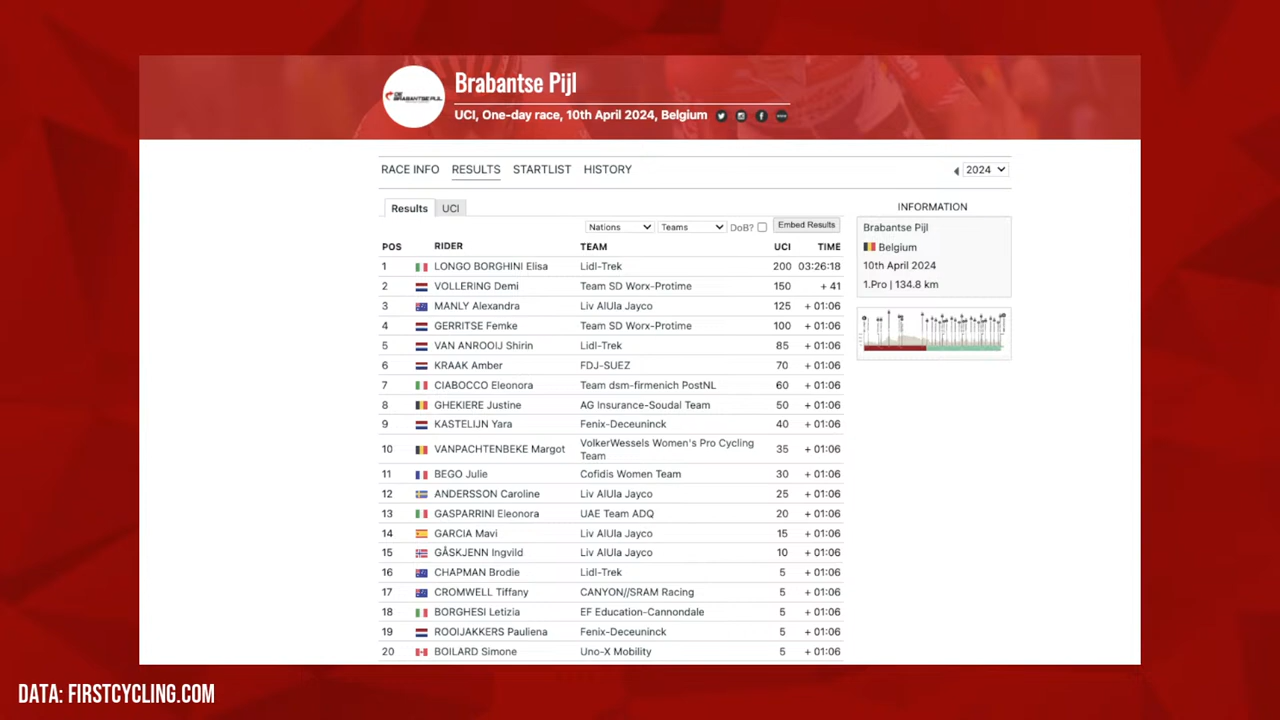 Brabantse Pijl
DE
BRABANTSE PIJL
UCI, One-day race, 10th April 2024, Belgium
RACE INFO RESULTS STARTLIST HISTORY 2024
Results UCI
INFORMATION
Nations Teams DoB? Embed Results
Brabantse Pijl
Belgium
10th April 2024
1.Pro | 134.8 km
POS RIDER TEAM UCI TIME
1 LONGO BORGHINI Elisa Lidl-Trek 200 03:26:18
2 VOLLERING Demi Team SD Worx-Protime 150 + 41
3 MANLY Alexandra Liv AlUla Jayco 125 + 01:06
4 GERRITSE Femke Team SD Worx-Protime 100 + 01:06
5 VAN ANROOIJ Shirin Lidl-Trek 85 + 01:06
6 KRAAK Amber FDJ-SUEZ 70 + 01:06
7 CIABOCCO Eleonora Team dsm-firmenich PostNL 60 + 01:06
8 GHEKIERE Justine AG Insurance-Soudal Team 50 + 01:06
9 KASTELIJN Yara Fenix-Deceuninck 40 + 01:06
10 VANPACHTENBEKE Margot VolkerWessels Women's Pro Cycling Team 35 + 01:06
11 BEGO Julie Cofidis Women Team 30 + 01:06
12 ANDERSSON Caroline Liv AlUla Jayco 25 + 01:06
13 GASPARRINI Eleonora UAE Team ADQ 20 + 01:06
14 GARCIA Mavi Liv AlUla Jayco 15 + 01:06
15 GÅSKJENN Ingvild Liv AlUla Jayco 10 + 01:06
16 CHAPMAN Brodie Lidl-Trek 5 + 01:06
17 CROMWELL Tiffany CANYON//SRAM Racing 5 + 01:06
18 BORGHESI Letizia EF Education-Cannondale 5 + 01:06
19 ROOIJAKKERS Pauliena Fenix-Deceuninck 5 + 01:06
20 BOILARD Simone Uno-X Mobility 5 + 01:06
DATA: FIRSTCYCLING.COM